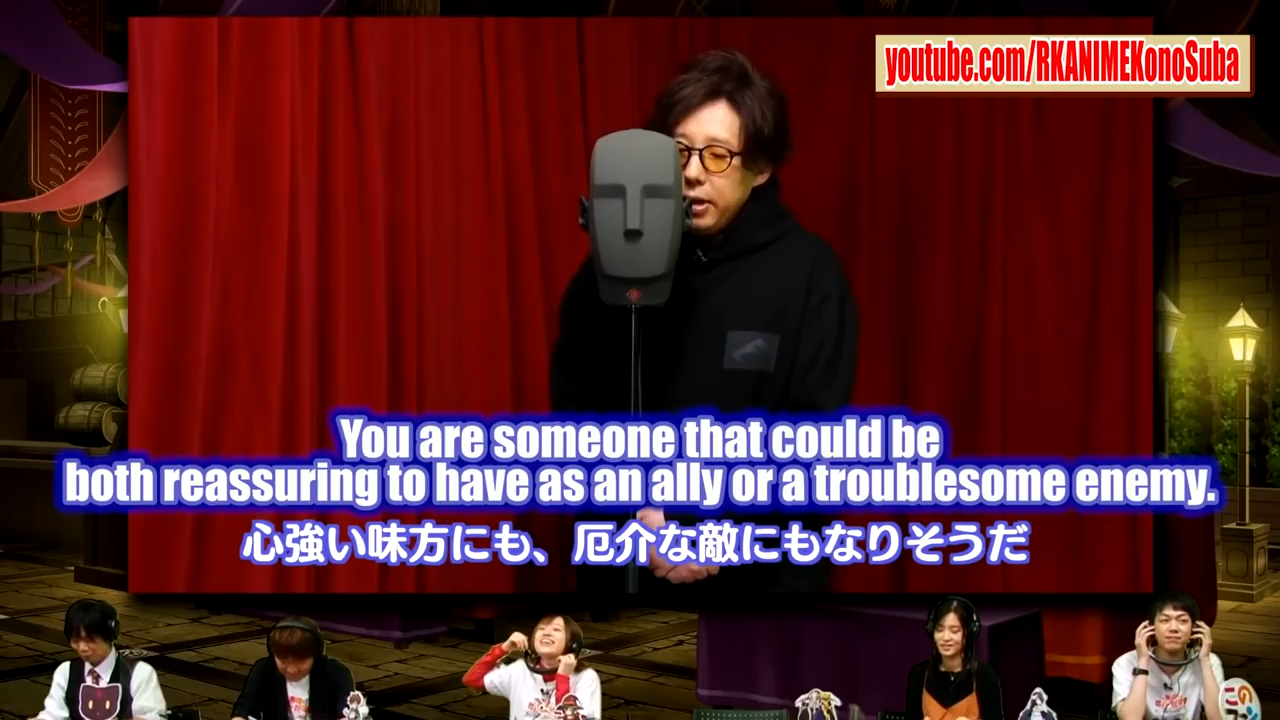 youtube.com/RKANIMEKonoSuba
You are someone that could be
both reassuring to have as an ally or a troublesome enemy.
心強い味方にも、厄介な敵にもなりそうだ